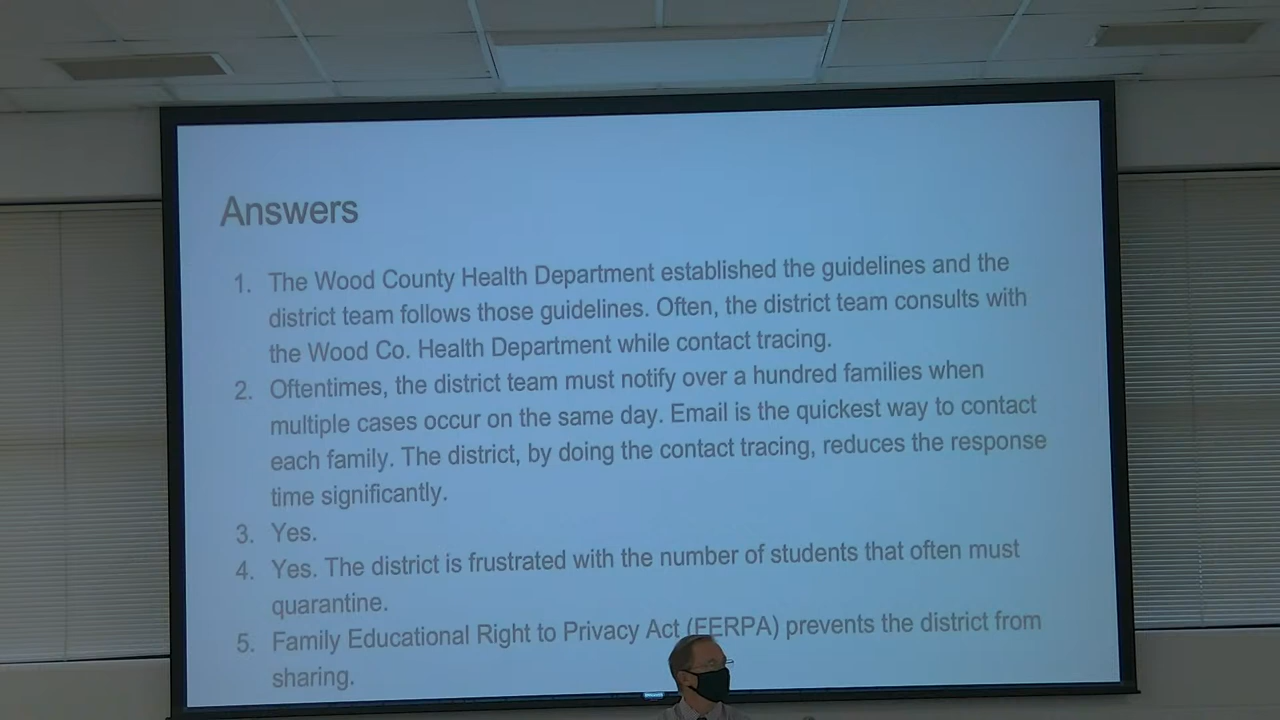 Answers
1. The Wood County Health Department established the guidelines and the
district team follows those guidelines. Often, the district team consults with
the Wood Co. Health Department while contact tracing.
2. Oftentimes, the district team must notify over a hundred families when
multiple cases occur on the same day. Email is the quickest way to contact
each family. The district, by doing the contact tracing, reduces the response
time significantly.
3. Yes.
4. Yes. The district is frustrated with the number of students that often must
quarantine.
5. Family Educational Right to Privacy Act (FERPA) prevents the district from
sharing.